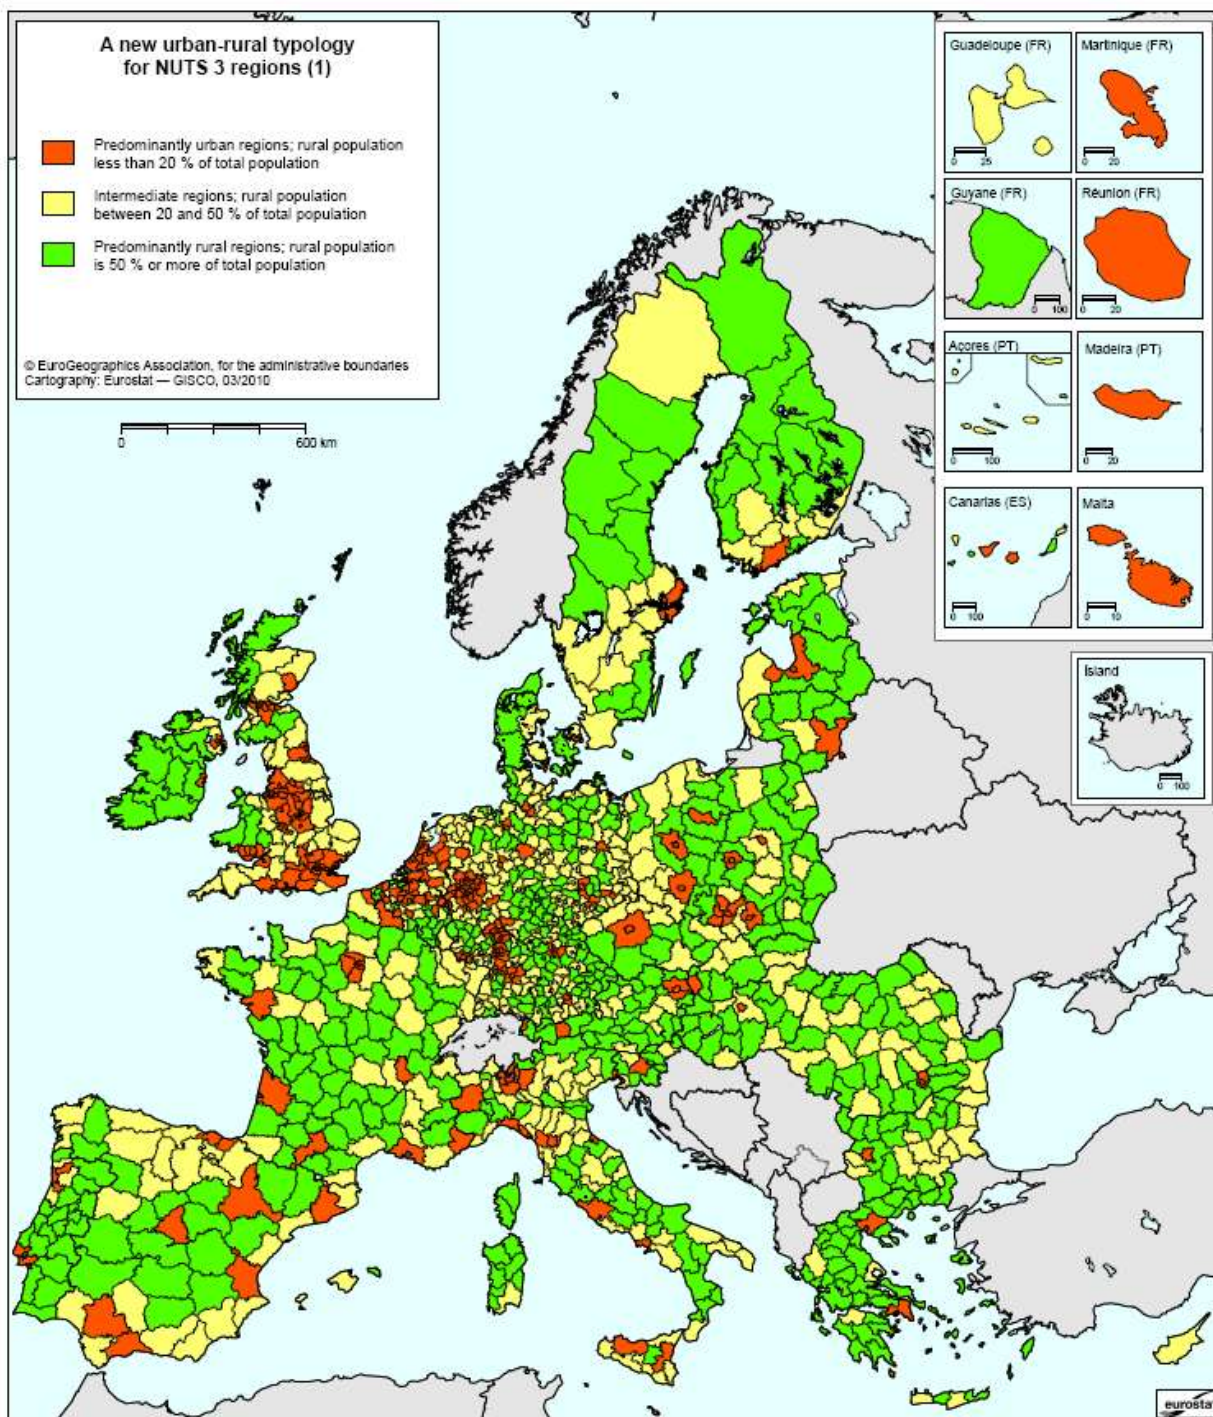 A new urban-rural typology
for NUTS 3 regions (1)
Predominantly urban regions; rural population
less than 20 % of total population
Intermediate regions; rural population
between 20 and 50 % of total population
Predominantly rural regions; rural population
is 50 % or more of total population
© EuroGeographics Association, for the administrative boundaries
Cartography: Eurostat — GISCO, 03/2010
0 600 km
Guadeloupe (FR)
0 25
Martinique (FR)
0 20
Guyane (FR)
0 100
Réunion (FR)
0 20
Açores (PT)
0 100
Madeira (PT)
0 20
Canarias (ES)
0 100
Malta
0 10
Ísland
0 100
eurostat